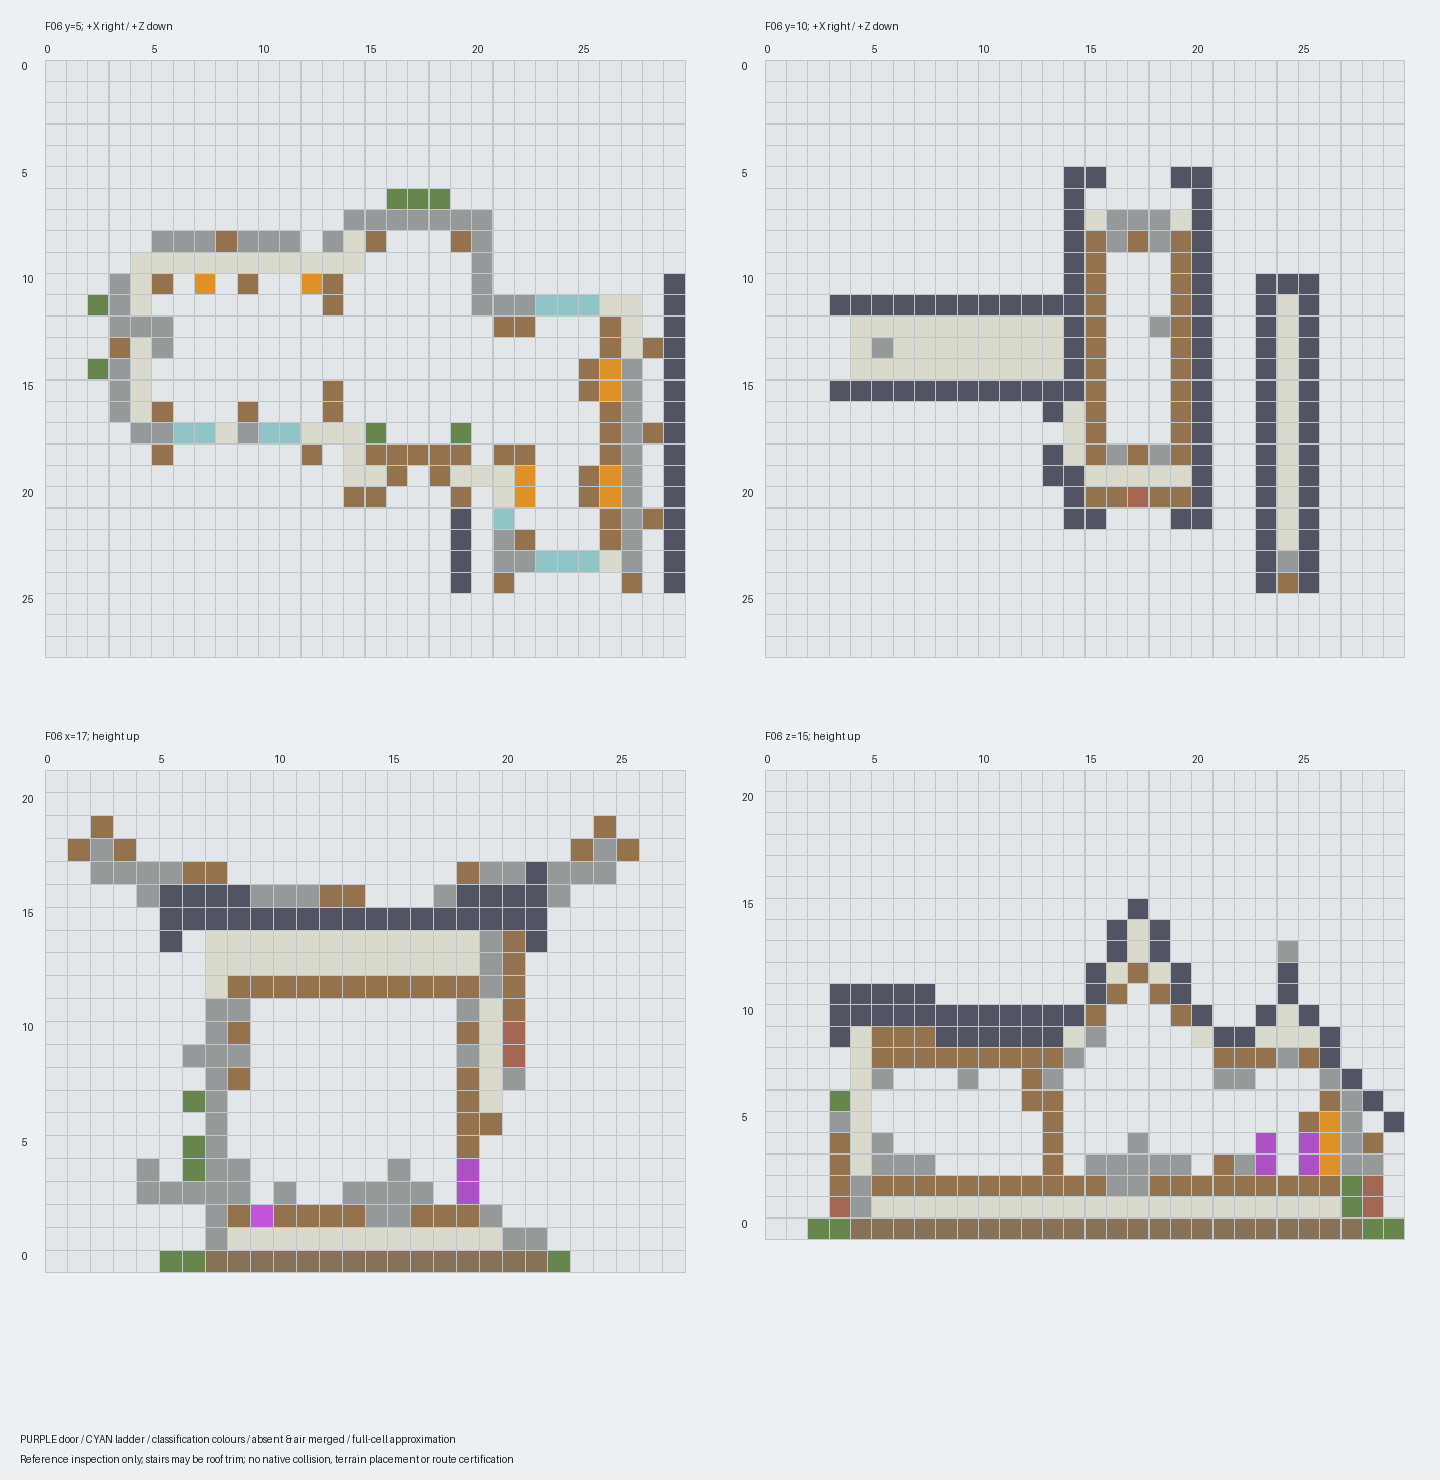 F06 y=5; +X right / +Z down
0 5 10 15 20 25
0
5
10
15
20
25
F06 y=10; +X right / +Z down
0 5 10 15 20 25
0
5
10
15
20
25
F06 x=17; height up
0 5 10 15 20 25
20
15
10
5
0
F06 z=15; height up
0 5 10 15 20 25
20
15
10
5
0
PURPLE door / CYAN ladder / classification colours / absent & air merged / full-cell approximation
Reference inspection only; stairs may be roof trim; no native collision, terrain placement or route certification